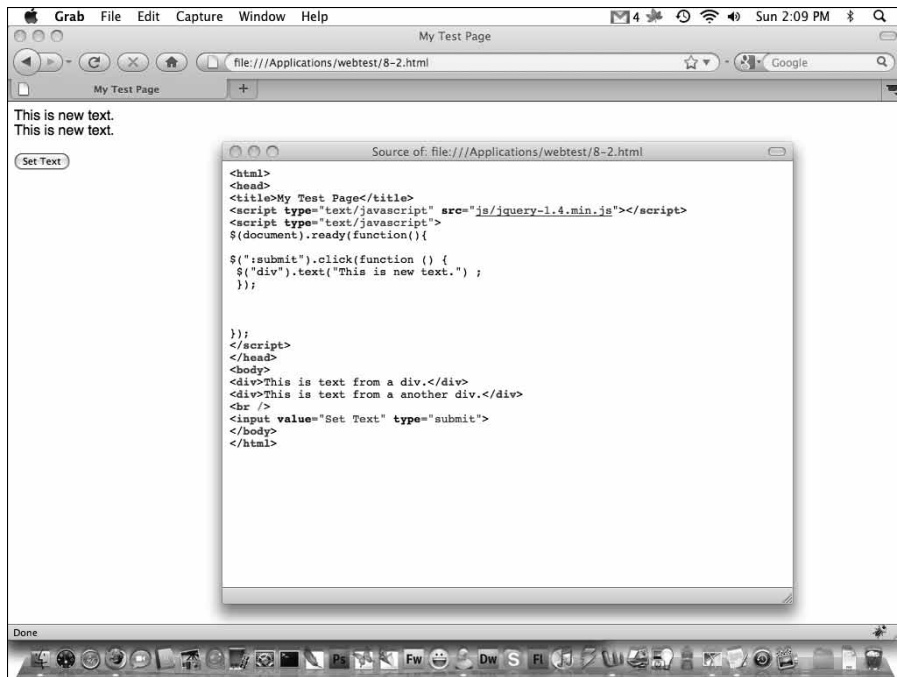 Grab File Edit Capture Window Help 4 Sun 2:09 PM
My Test Page
file:///Applications/webtest/8-2.html Google
My Test Page +
This is new text.
This is new text.
Set Text
Source of: file:///Applications/webtest/8-2.html
<html>
<head>
<title>My Test Page</title>
<script type="text/javascript" src="js/jquery-1.4.min.js"></script>
<script type="text/javascript">
$(document).ready(function(){
$(":submit").click(function () {
$("div").text("This is new text.") ;
});
});
</script>
</head>
<body>
<div>This is text from a div.</div>
<div>This is text from a another div.</div>
<br />
<input value="Set Text" type="submit">
</body>
</html>
Done
Ps Fw Dw S Fl